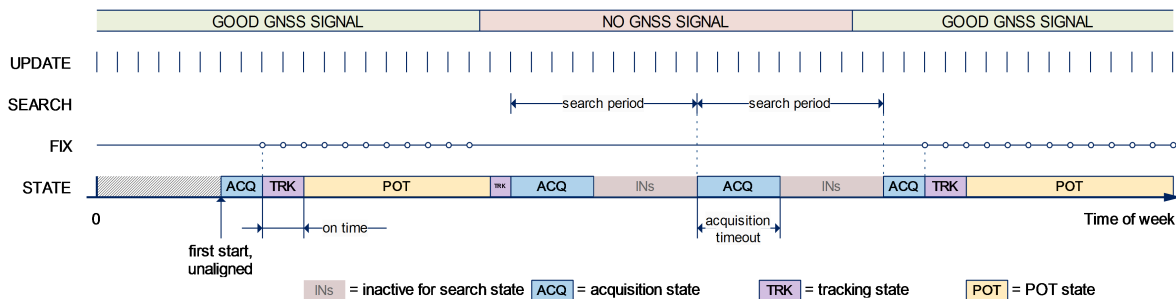 GOOD GNSS SIGNAL NO GNSS SIGNAL GOOD GNSS SIGNAL
UPDATE
SEARCH search period search period
FIX
STATE ACQ TRK POT TRK ACQ INs ACQ INs ACQ TRK POT
0 Time of week
on time acquisition
timeout
first start,
unaligned
INs = inactive for search state ACQ = acquisition state TRK = tracking state POT = POT state